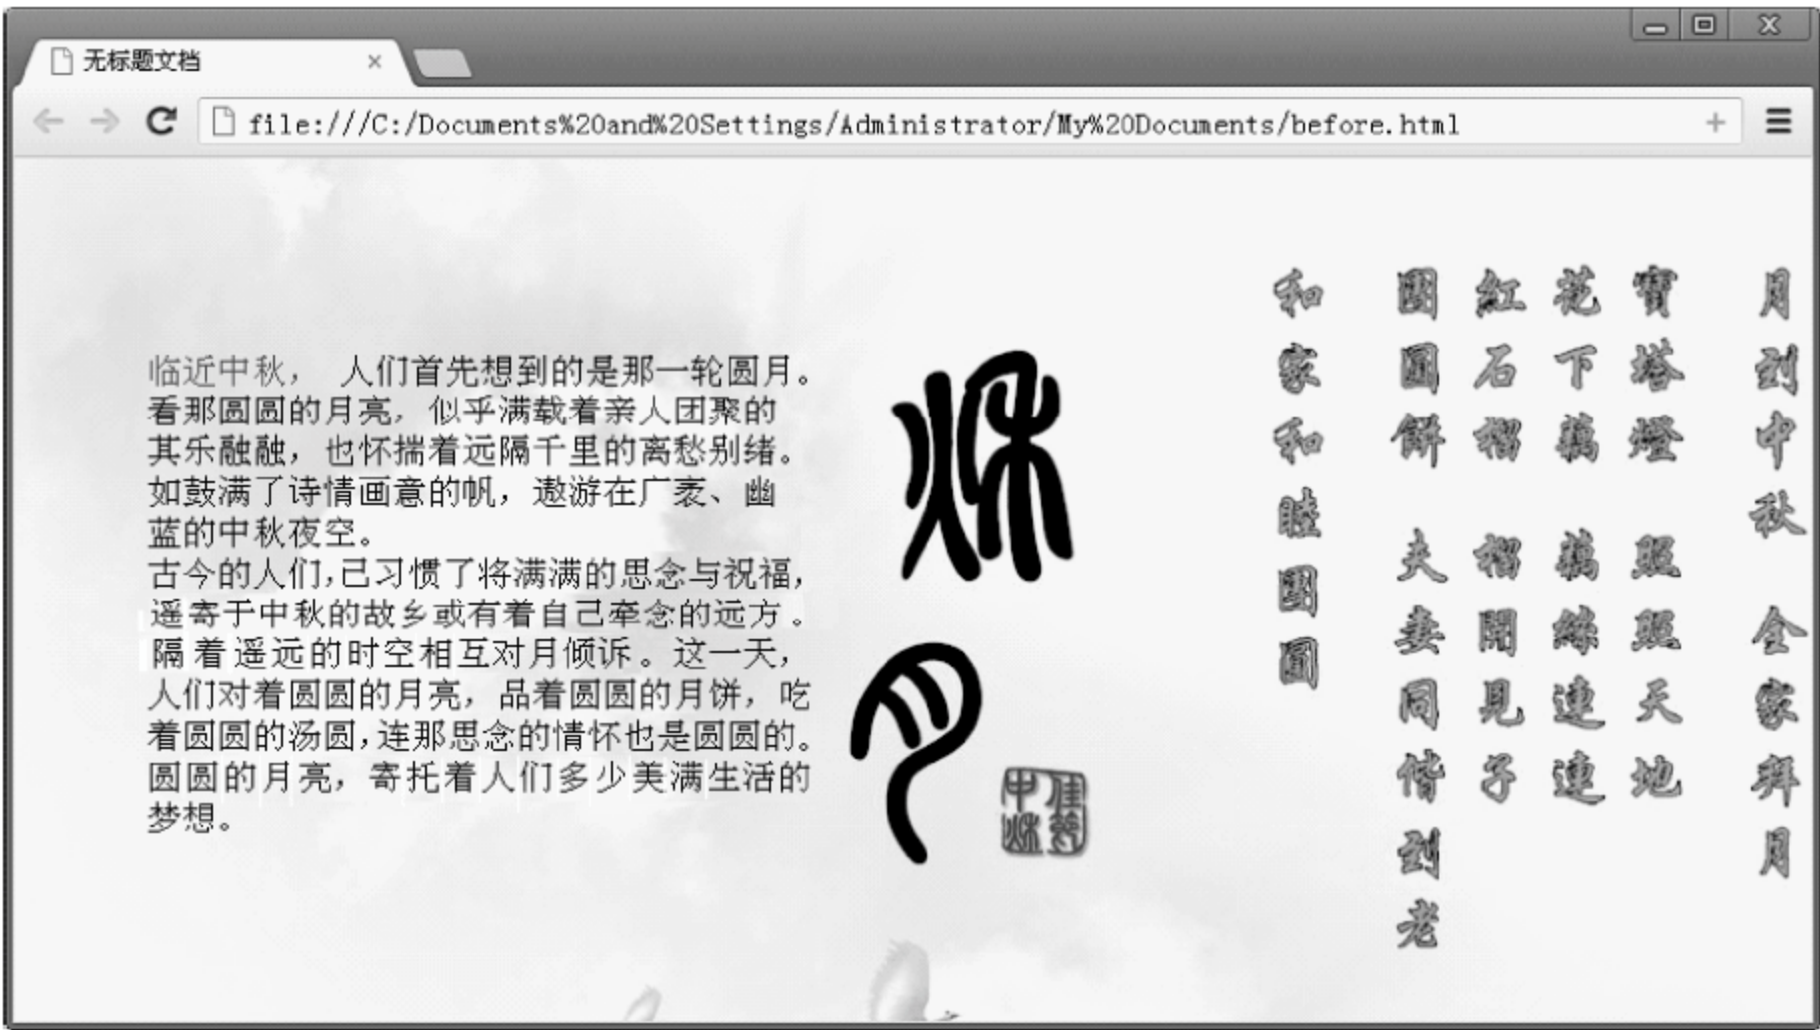 无标题文档
file:///C:/Documents%20and%20Settings/Administrator/My%20Documents/before.html
临近中秋， 人们首先想到的是那一轮圆月。
看那圆圆的月亮，似乎满载着亲人团聚的
其乐融融，也怀揣着远隔千里的离愁别绪。
如鼓满了诗情画意的帆，遨游在广袤、幽
蓝的中秋夜空。
古今的人们，己习惯了将满满的思念与祝福，
遥寄于中秋的故乡或有着自己牵念的远方。
隔着遥远的时空相互对月倾诉。这一天，
人们对着圆圆的月亮，品着圆圆的月饼，吃
着圆圆的汤圆，连那思念的情怀也是圆圆的。
圆圆的月亮，寄托着人们多少美满生活的
梦想。
秌月
佳节中秌
月到中秋 全家拜月
寶塔燈 照照天地
花下藕 藕絲連連
紅石榴 榴開見子
團圓餅 夫妻同偕到老
和家和睦團圓